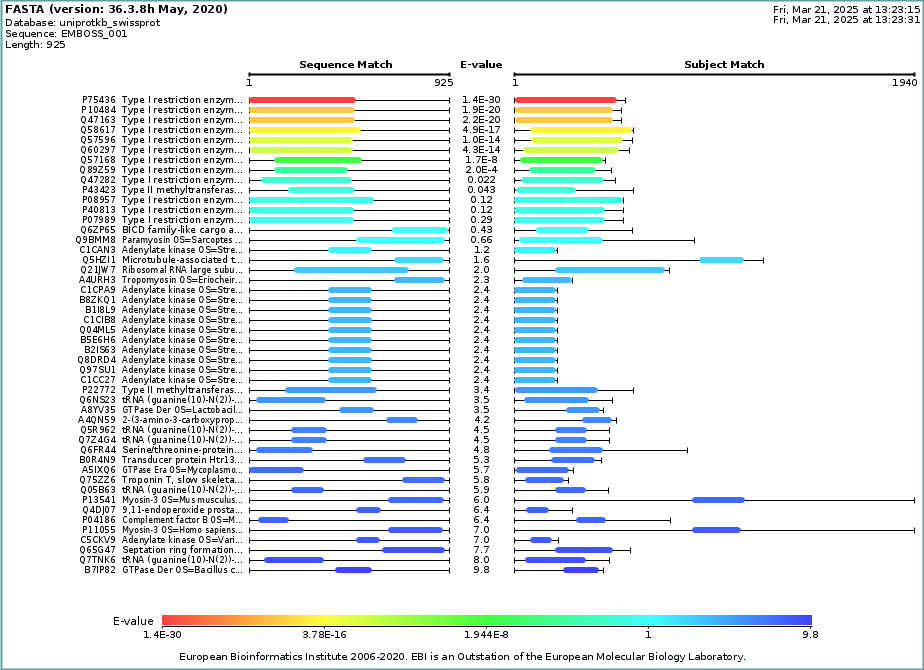 FASTA (version: 36.3.8h May, 2020)
Fri, Mar 21, 2025 at 13:23:15
Database: uniprotkb_swissprot
Fri, Mar 21, 2025 at 13:23:31
Sequence: EMBOSS_001
Length: 925
Sequence Match E-value Subject Match
1 925 1 1940
P75436 Type I restriction enzym... 1.4E-30
P10484 Type I restriction enzym... 1.9E-20
Q47163 Type I restriction enzym... 2.2E-20
Q58617 Type I restriction enzym... 4.9E-17
Q57596 Type I restriction enzym... 1.0E-14
Q60297 Type I restriction enzym... 4.3E-14
Q57168 Type I restriction enzym... 1.7E-8
Q89Z59 Type I restriction enzym... 2.0E-4
Q47282 Type I restriction enzym... 0.022
P43423 Type II methyltransferas... 0.043
P08957 Type I restriction enzym... 0.12
P40813 Type I restriction enzym... 0.12
P07989 Type I restriction enzym... 0.29
Q6ZP65 BICD family-like cargo a... 0.43
Q9BMM8 Paramyosin OS=Sarcoptes ... 0.66
C1CAN3 Adenylate kinase OS=Stre... 1.2
Q5HZI1 Microtubule-associated t... 1.6
Q21JW7 Ribosomal RNA large subu... 2.0
A4URH3 Tropomyosin OS=Eriocheir... 2.3
C1CPA9 Adenylate kinase OS=Stre... 2.4
B8ZKQ1 Adenylate kinase OS=Stre... 2.4
B1I8L9 Adenylate kinase OS=Stre... 2.4
C1CIB8 Adenylate kinase OS=Stre... 2.4
Q04ML5 Adenylate kinase OS=Stre... 2.4
B5E6H6 Adenylate kinase OS=Stre... 2.4
B2IS63 Adenylate kinase OS=Stre... 2.4
Q8DRD4 Adenylate kinase OS=Stre... 2.4
Q97SU1 Adenylate kinase OS=Stre... 2.4
C1CC27 Adenylate kinase OS=Stre... 2.4
P22772 Type II methyltransferas... 3.4
Q6NS23 tRNA (guanine(10)-N(2))-... 3.5
A8YV35 GTPase Der OS=Lactobacil... 3.5
A4QN59 2-(3-amino-3-carboxyprop... 4.2
Q5R962 tRNA (guanine(10)-N(2))-... 4.5
Q7Z4G4 tRNA (guanine(10)-N(2))-... 4.5
Q6FR44 Serine/threonine-protein... 4.8
B0R4N9 Transducer protein Htr13... 5.3
A5IXQ6 GTPase Era OS=Mycoplasmo... 5.7
Q75ZZ6 Troponin T, slow skeleta... 5.8
Q05B63 tRNA (guanine(10)-N(2))-... 5.9
P13541 Myosin-3 OS=Mus musculus... 6.0
Q4DJ07 9,11-endoperoxide prosta... 6.4
P04186 Complement factor B OS=M... 6.4
P11055 Myosin-3 OS=Homo sapiens... 7.0
C5CKV9 Adenylate kinase OS=Vari... 7.0
Q65G47 Septation ring formation... 7.7
Q7TNK6 tRNA (guanine(10)-N(2))-... 8.0
B7IP82 GTPase Der OS=Bacillus c... 9.8
E-value
1.4E-30 3.78E-16 1.944E-8 1 9.8
European Bioinformatics Institute 2006-2020. EBI is an Outstation of the European Molecular Biology Laboratory.